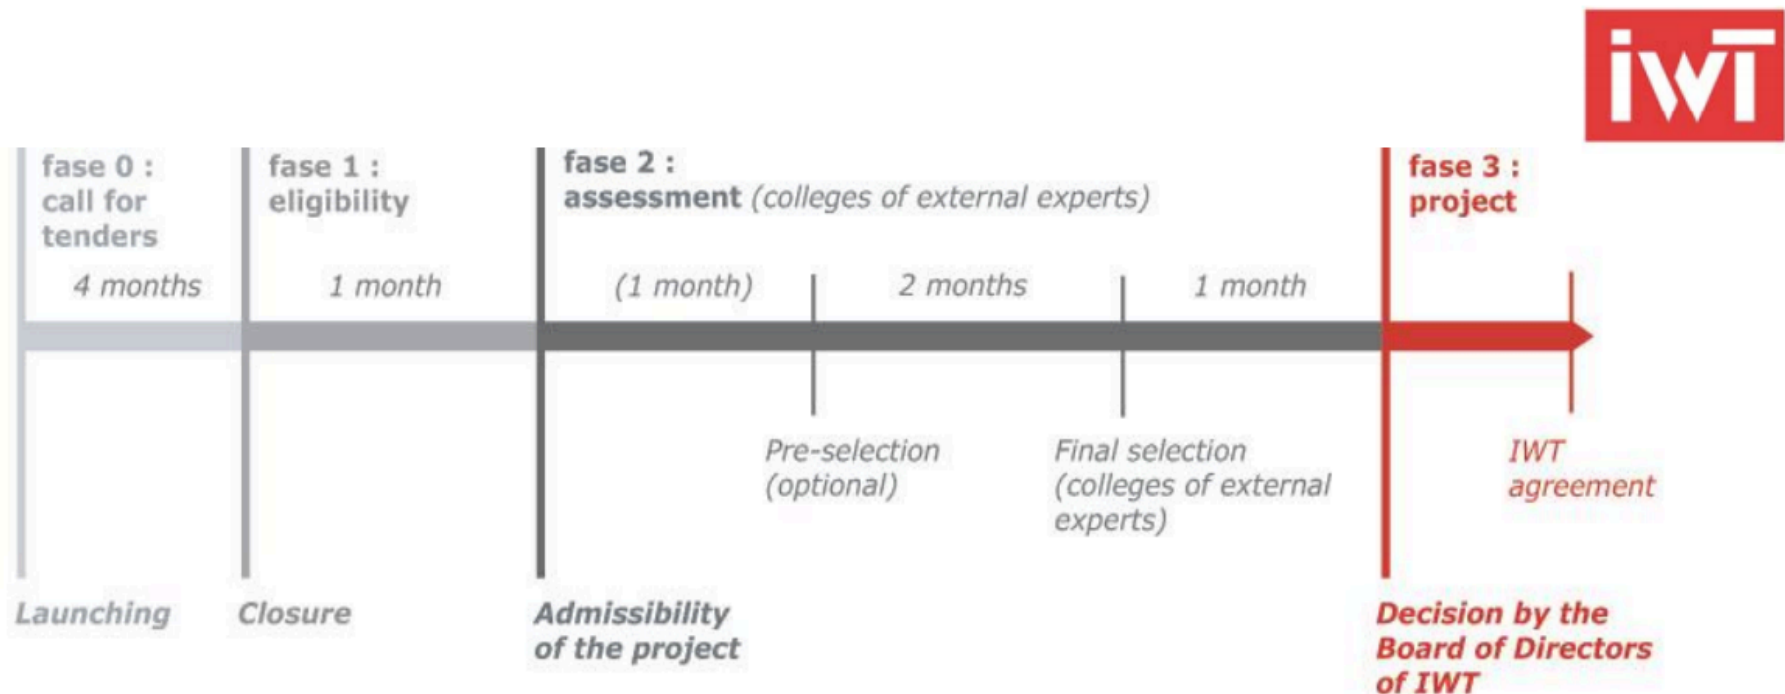 iwT
fase 0 :
call for
tenders
fase 1 :
eligibility
fase 2 :
assessment (colleges of external experts)
fase 3 :
project
4 months
1 month
(1 month)
2 months
1 month
Pre-selection
(optional)
Final selection
(colleges of external
experts)
IWT
agreement
Launching
Closure
Admissibility
of the project
Decision by the
Board of Directors
of IWT